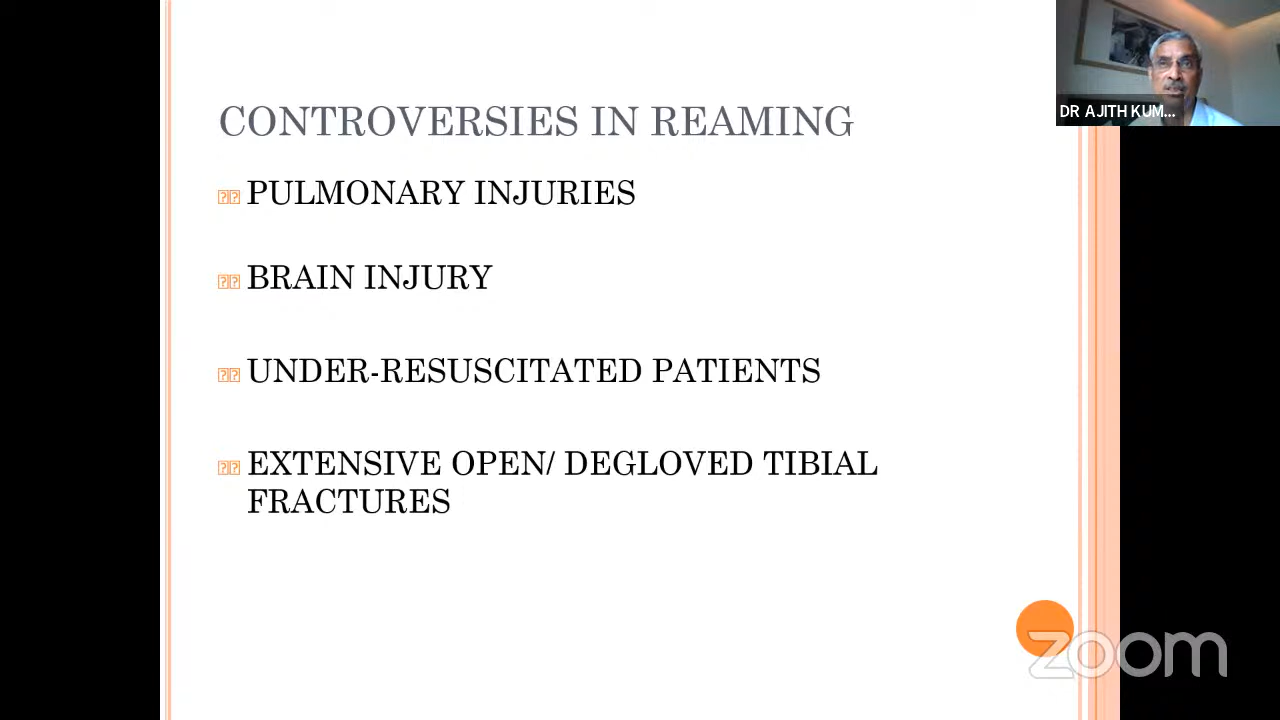 CONTROVERSIES IN REAMING
PULMONARY INJURIES
BRAIN INJURY
UNDER-RESUSCITATED PATIENTS
EXTENSIVE OPEN/ DEGLOVED TIBIAL
FRACTURES
DR AJITH KUM...
zoom